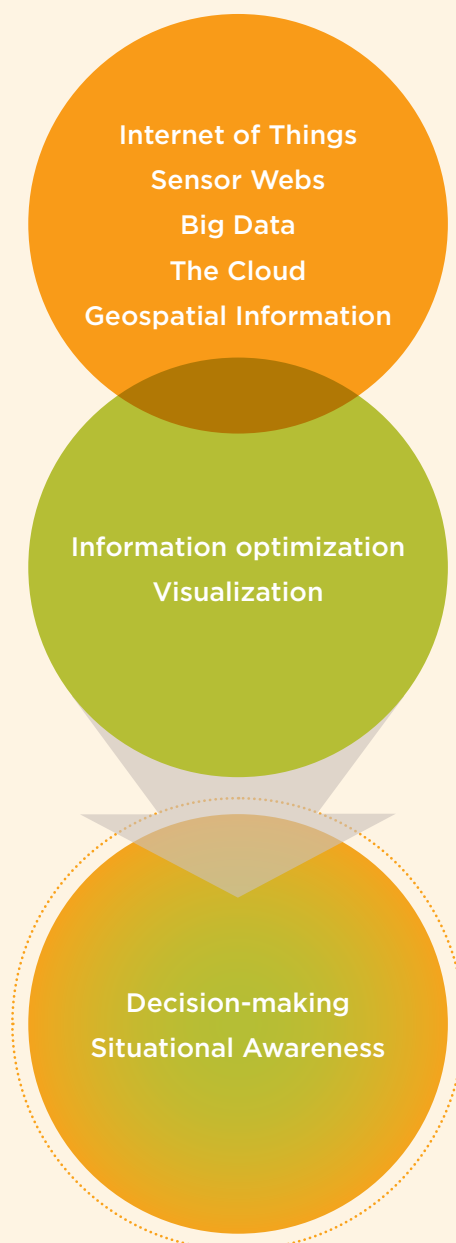 Internet of Things
Sensor Webs
Big Data
The Cloud
Geospatial Information
Information optimization
Visualization
Decision-making
Situational Awareness